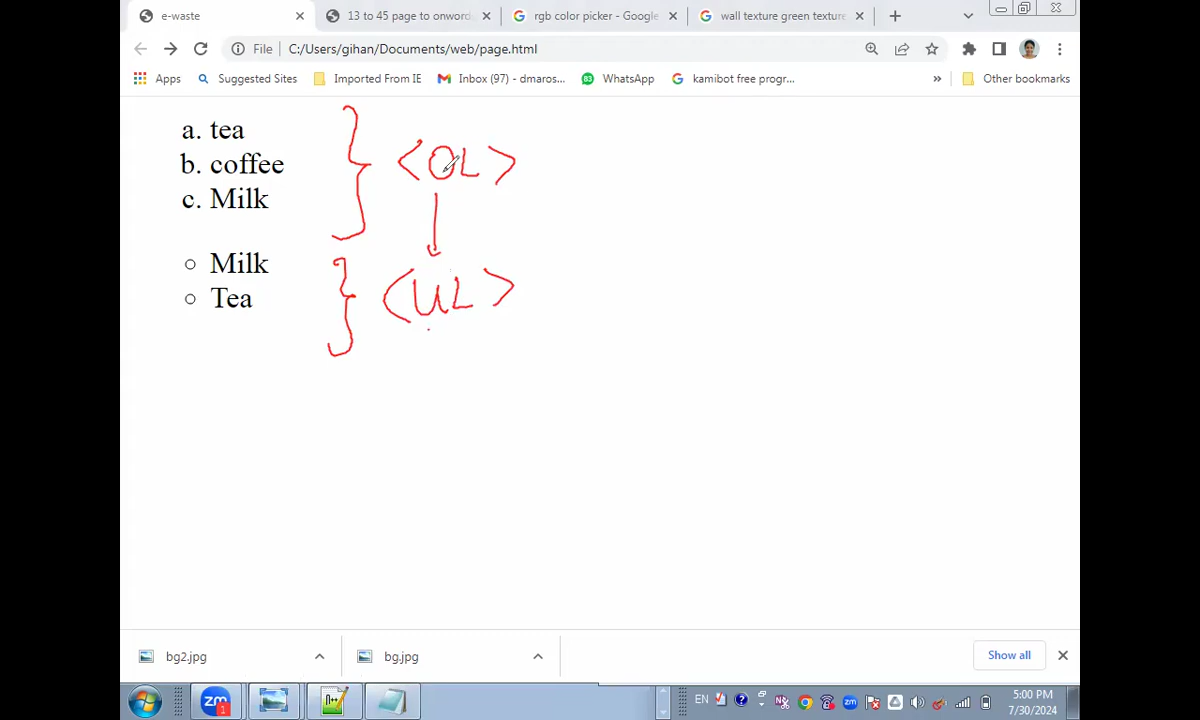 e-waste
13 to 45 page to onword.
rgb color picker - Google
wall texture green texture
File C:/Users/gihan/Documents/web/page.html
Apps Suggested Sites Imported From IE Inbox (97) - dmaros... WhatsApp kamibot free progr... » Other bookmarks
a. tea
b. coffee
c. Milk
<OL>
Milk
Tea
<UL>
bg2.jpg bg.jpg Show all
EN 5:00 PM
7/30/2024